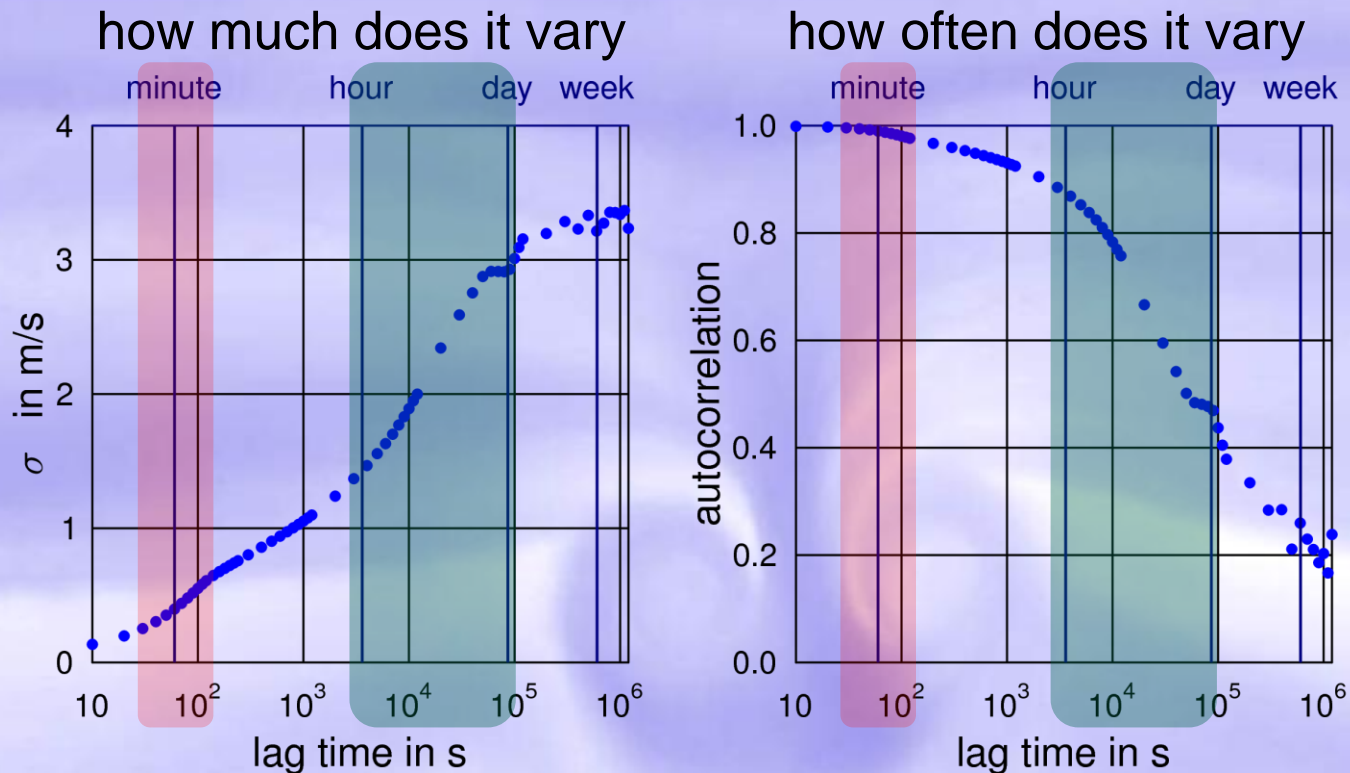 how much does it vary
minute hour day week
4
3
2
1
0
σ in m/s
10 10² 10³ 10⁴ 10⁵ 10⁶
lag time in s
how often does it vary
minute hour day week
1.0
0.8
0.6
0.4
0.2
0.0
autocorrelation
10 10² 10³ 10⁴ 10⁵ 10⁶
lag time in s